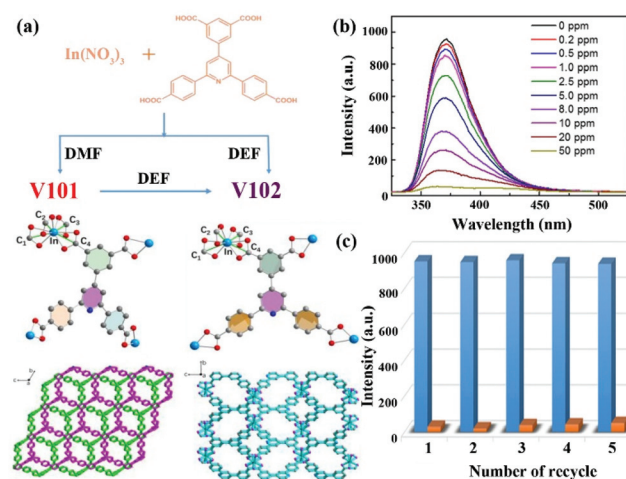 (a)
HOOC
COOH
In(NO₃)₃ +
HOOC
COOH
N
DMF
DEF
V101
DEF
V102
C₂
C₃
C₁
In
C₄
C₂
C₃
C₁
In
C₄
b
c
a
b
c
a
(b)
1000
800
600
400
200
0
Intensity (a.u.)
0 ppm
0.2 ppm
0.5 ppm
1.0 ppm
2.5 ppm
5.0 ppm
8.0 ppm
10 ppm
20 ppm
50 ppm
350
400
450
500
Wavelength (nm)
(c)
1000
800
600
400
200
0
Intensity (a.u.)
1
2
3
4
5
Number of recycle